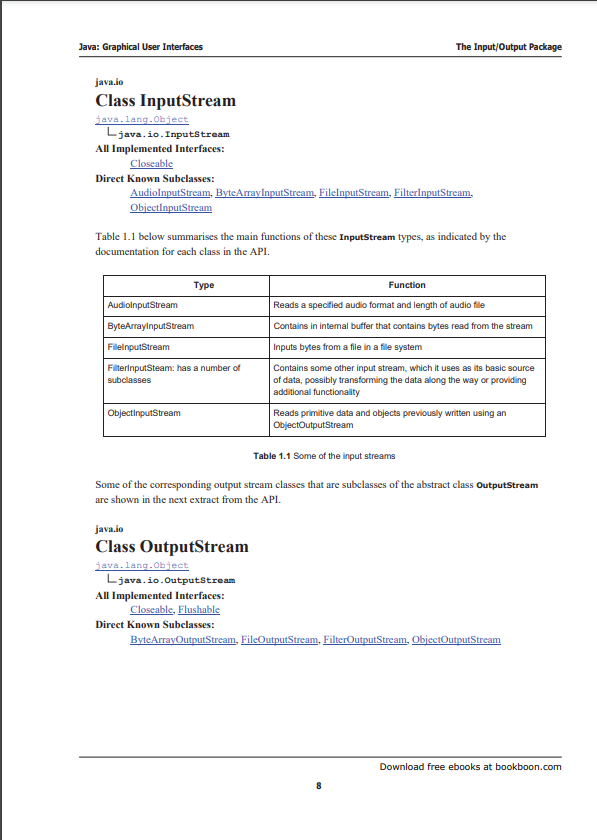 Java: Graphical User Interfaces The Input/Output Package
java.io
Class InputStream
java.lang.Object
java.io.InputStream
All Implemented Interfaces:
Closeable
Direct Known Subclasses:
AudioInputStream, ByteArrayInputStream, FileInputStream, FilterInputStream,
ObjectInputStream
Table 1.1 below summarises the main functions of these InputStream types, as indicated by the
documentation for each class in the API.
Type Function
AudioInputStream Reads a specified audio format and length of audio file
ByteArrayInputStream Contains in internal buffer that contains bytes read from the stream
FileInputStream Inputs bytes from a file in a file system
FilterInputSteam: has a number of Contains some other input stream, which it uses as its basic source
subclasses of data, possibly transforming the data along the way or providing
additional functionality
ObjectInputStream Reads primitive data and objects previously written using an
ObjectOutputStream
Table 1.1 Some of the input streams
Some of the corresponding output stream classes that are subclasses of the abstract class OutputStream
are shown in the next extract from the API.
java.io
Class OutputStream
java.lang.Object
java.io.OutputStream
All Implemented Interfaces:
Closeable, Flushable
Direct Known Subclasses:
ByteArrayOutputStream, FileOutputStream, FilterOutputStream, ObjectOutputStream
Download free ebooks at bookboon.com
8